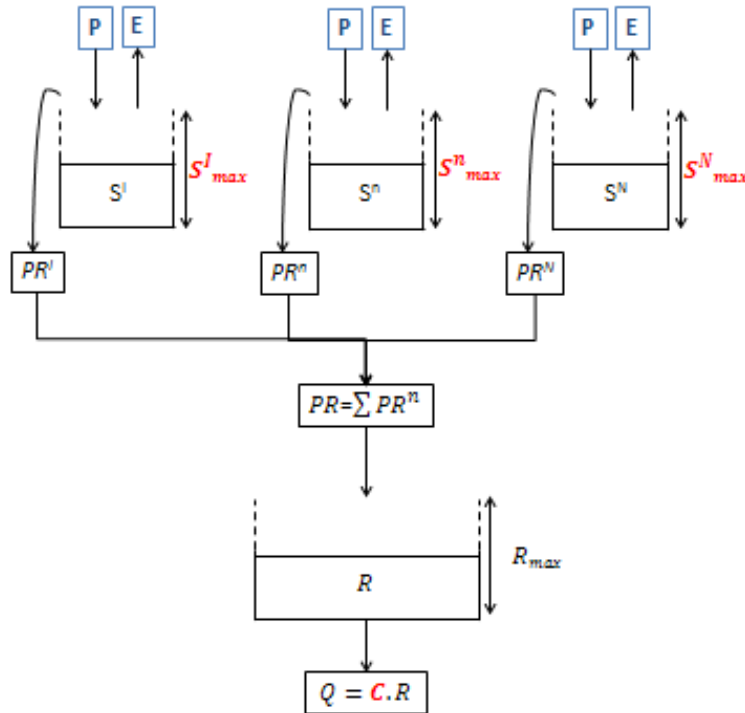 P E P E P E
S^I S^I_max S^n S^n_max S^N S^N_max
PR^I PR^n PR^N
PR=∑ PR^n
R_max
R
Q = C.R